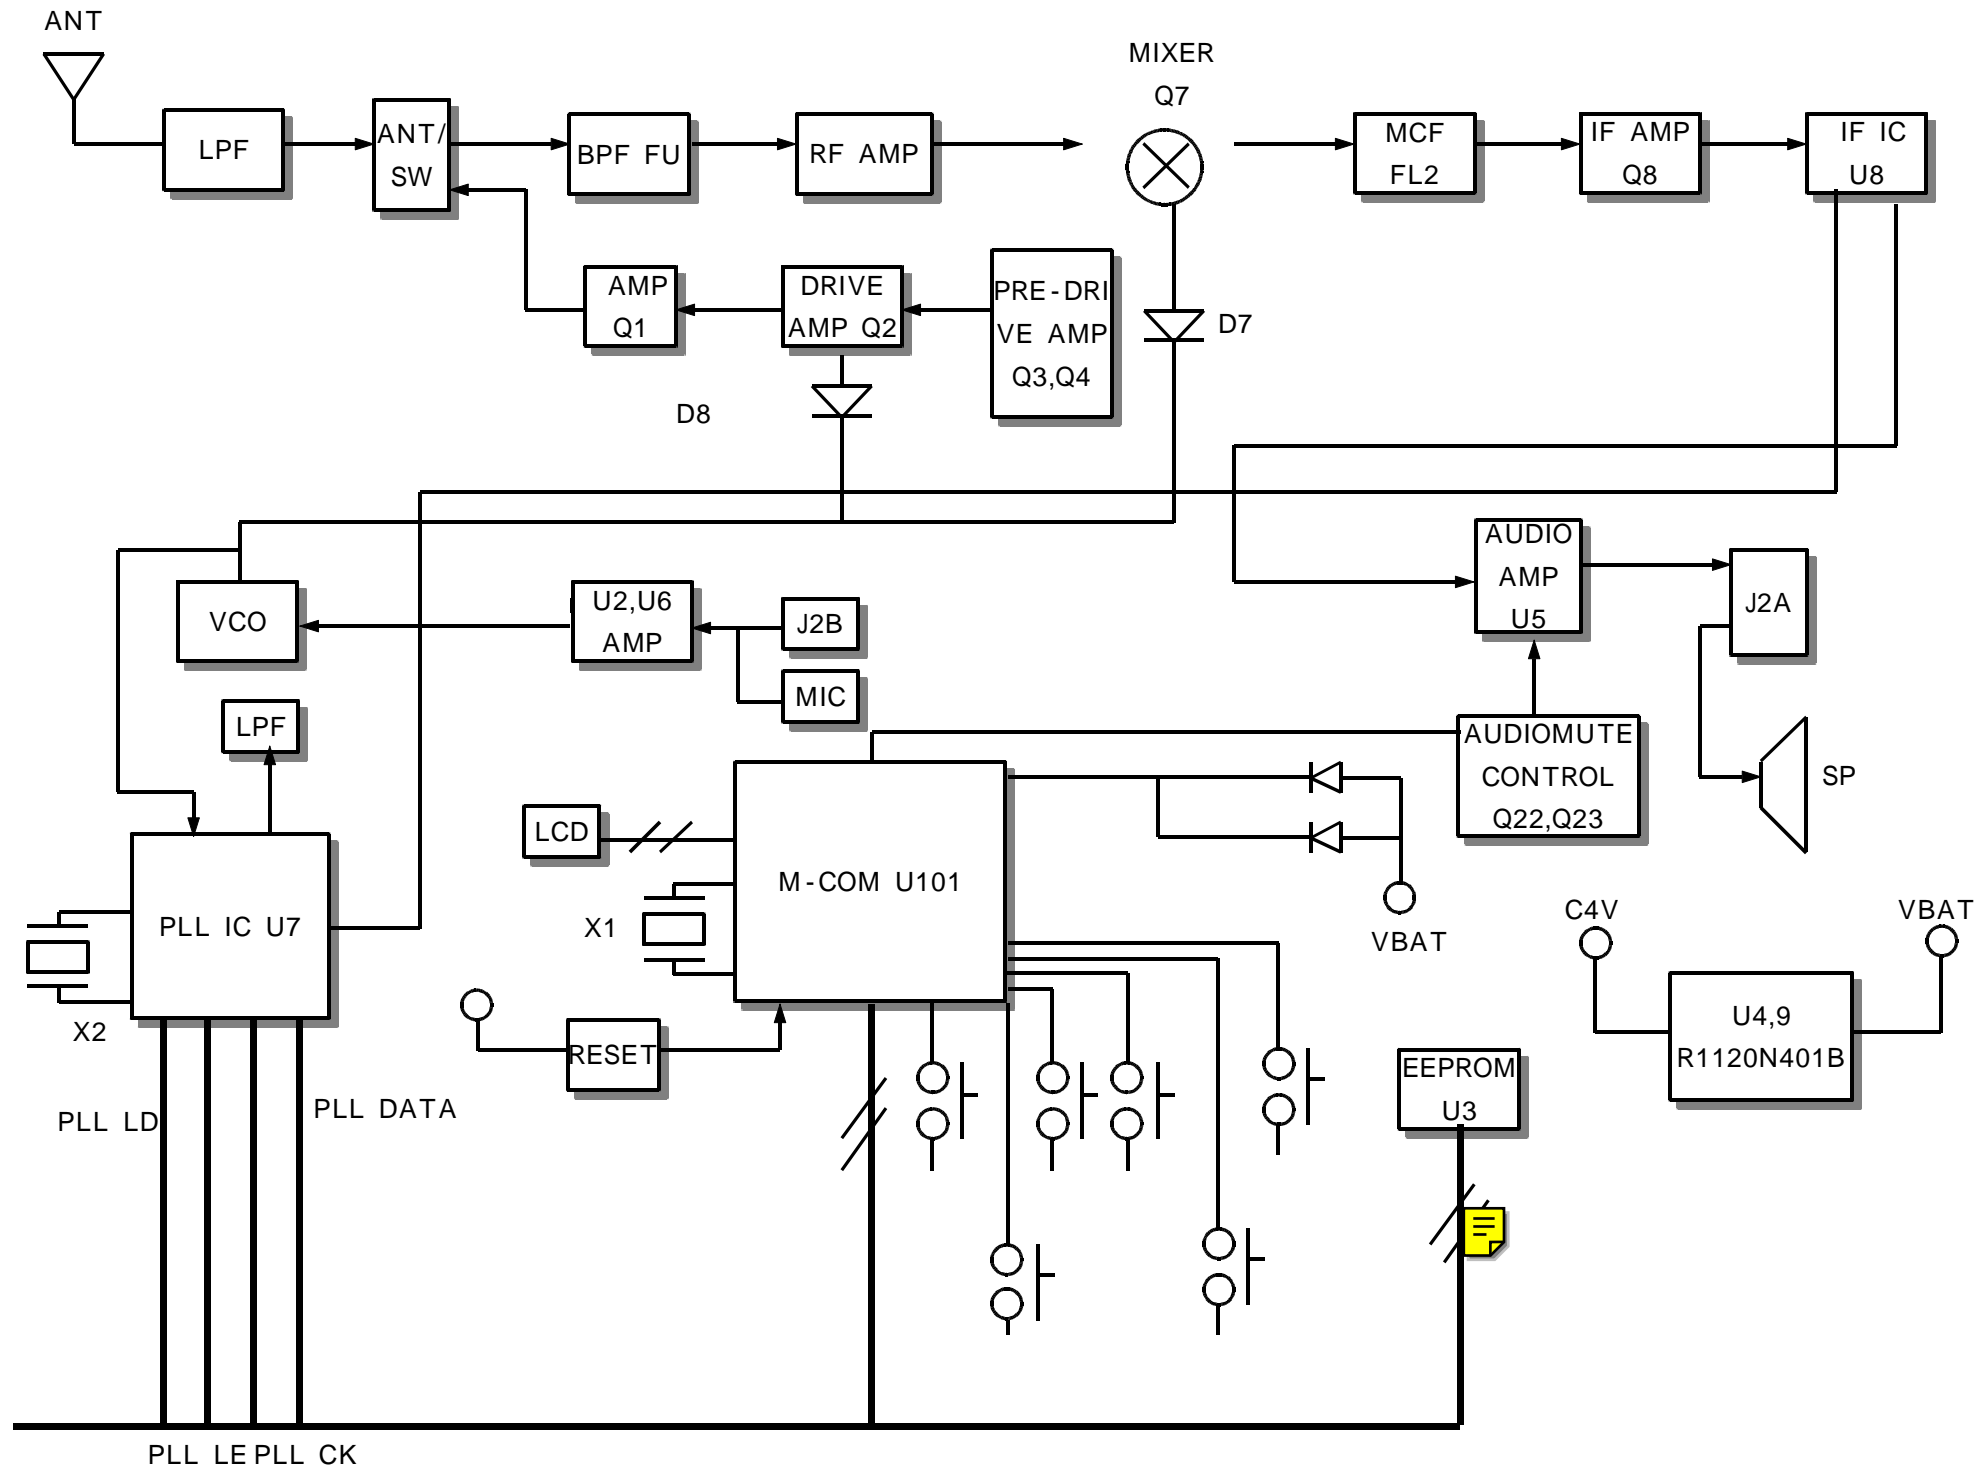 ANT
MIXER
Q7
LPF
ANT/
SW
BPF FU
RF AMP
MCF
FL2
IF AMP
Q8
IF IC
U8
AMP
Q1
DRIVE
AMP Q2
PRE-DRI
VE AMP
Q3,Q4
D7
D8
VCO
U2,U6
AMP
J2B
MIC
AUDIO
AMP
U5
J2A
LPF
AUDIOMUTE
CONTROL
Q22,Q23
SP
LCD
M-COM U101
X1
VBAT
PLL IC U7
X2
RESET
C4V
VBAT
U4,9
R1120N401B
EEPROM
U3
PLL LD
PLL DATA
PLL LE
PLL CK